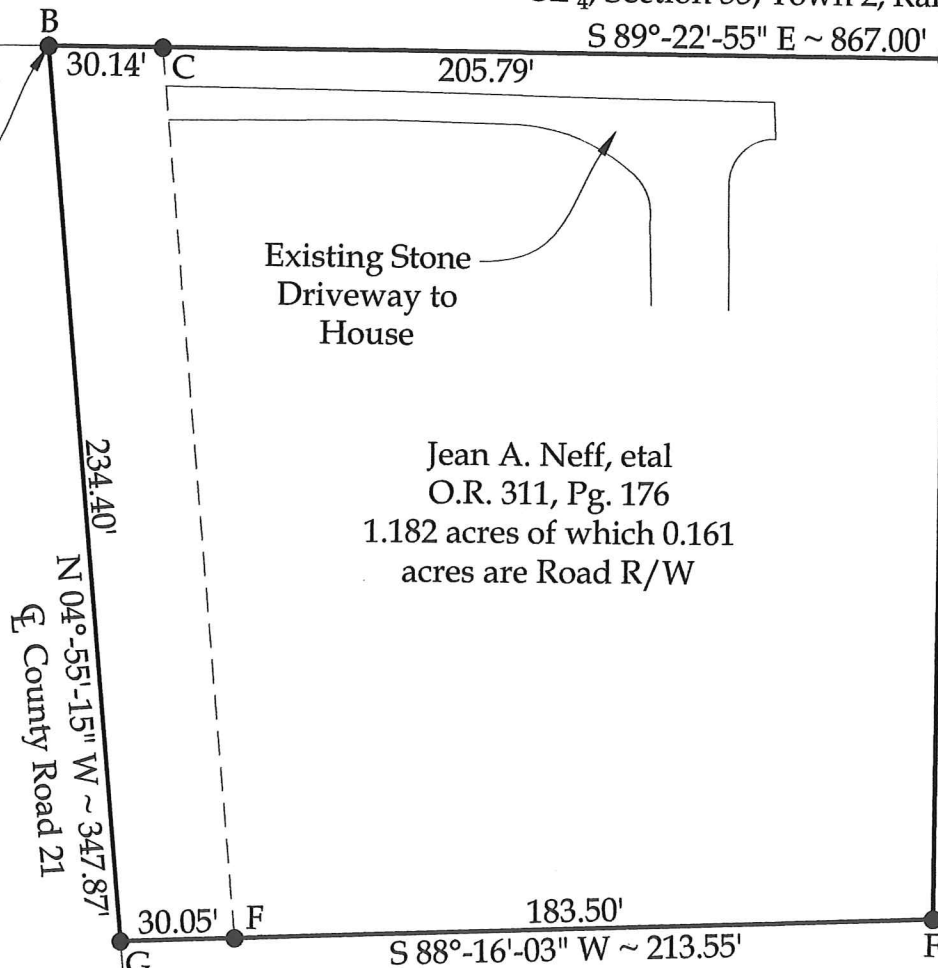 S 89°-22'-55" E ~ 867.00'
B
30.14'
C
205.79'
Existing Stone
Driveway to
House
Jean A. Neff, etal
O.R. 311, Pg. 176
1.182 acres of which 0.161
acres are Road R/W
234.40'
N 04°-55'-15" W ~ 347.87'
℄ County Road 21
30.05'
F
183.50'
S 88°-16'-03" W ~ 213.55'
G